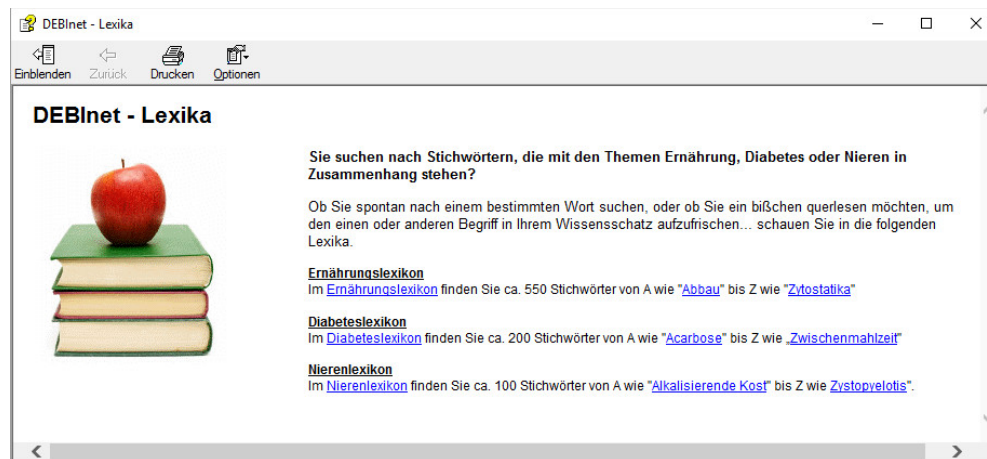 DEBInet - Lexika
Einblenden Zurück Drucken Optionen
DEBInet - Lexika
Sie suchen nach Stichwörtern, die mit den Themen Ernährung, Diabetes oder Nieren in
Zusammenhang stehen?
Ob Sie spontan nach einem bestimmten Wort suchen, oder ob Sie ein bißchen querlesen möchten, um
den einen oder anderen Begriff in Ihrem Wissensschatz aufzufrischen... schauen Sie in die folgenden
Lexika.
Ernährungslexikon
Im Ernährungslexikon finden Sie ca. 550 Stichwörter von A wie "Abbau" bis Z wie "Zytostatika"
Diabeteslexikon
Im Diabeteslexikon finden Sie ca. 200 Stichwörter von A wie "Acarbose" bis Z wie „Zwischenmahlzeit"
Nierenlexikon
Im Nierenlexikon finden Sie ca. 100 Stichwörter von A wie "Alkalisierende Kost" bis Z wie Zystopyelotis".